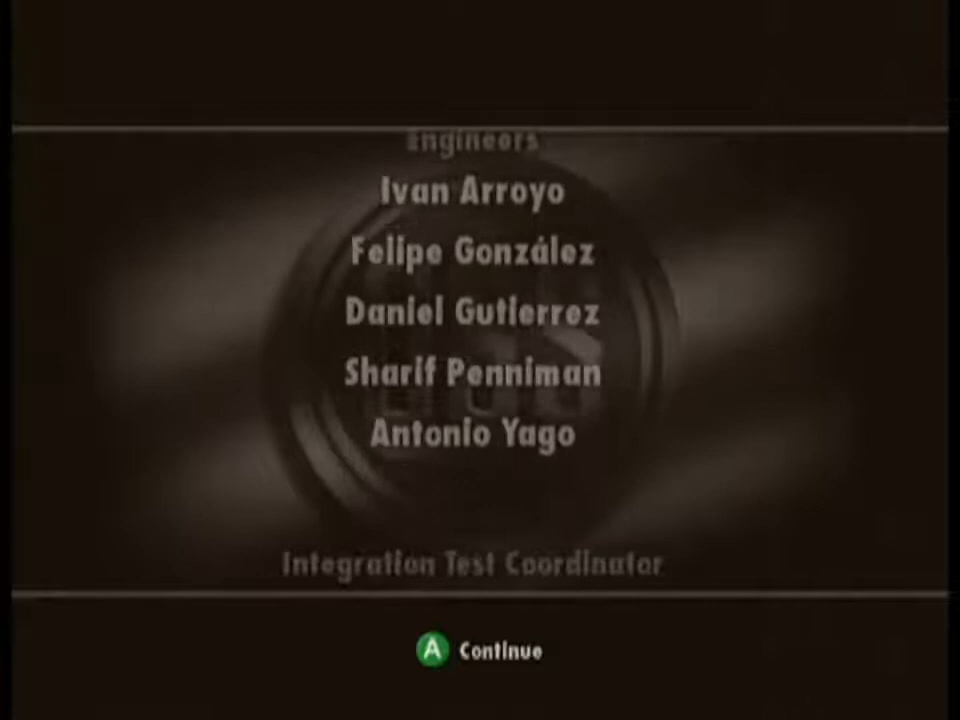 Engineers
Ivan Arroyo
Felipe González
Daniel Gutierrez
Sharif Penniman
Antonio Yago
Integration Test Coordinator
A Continue